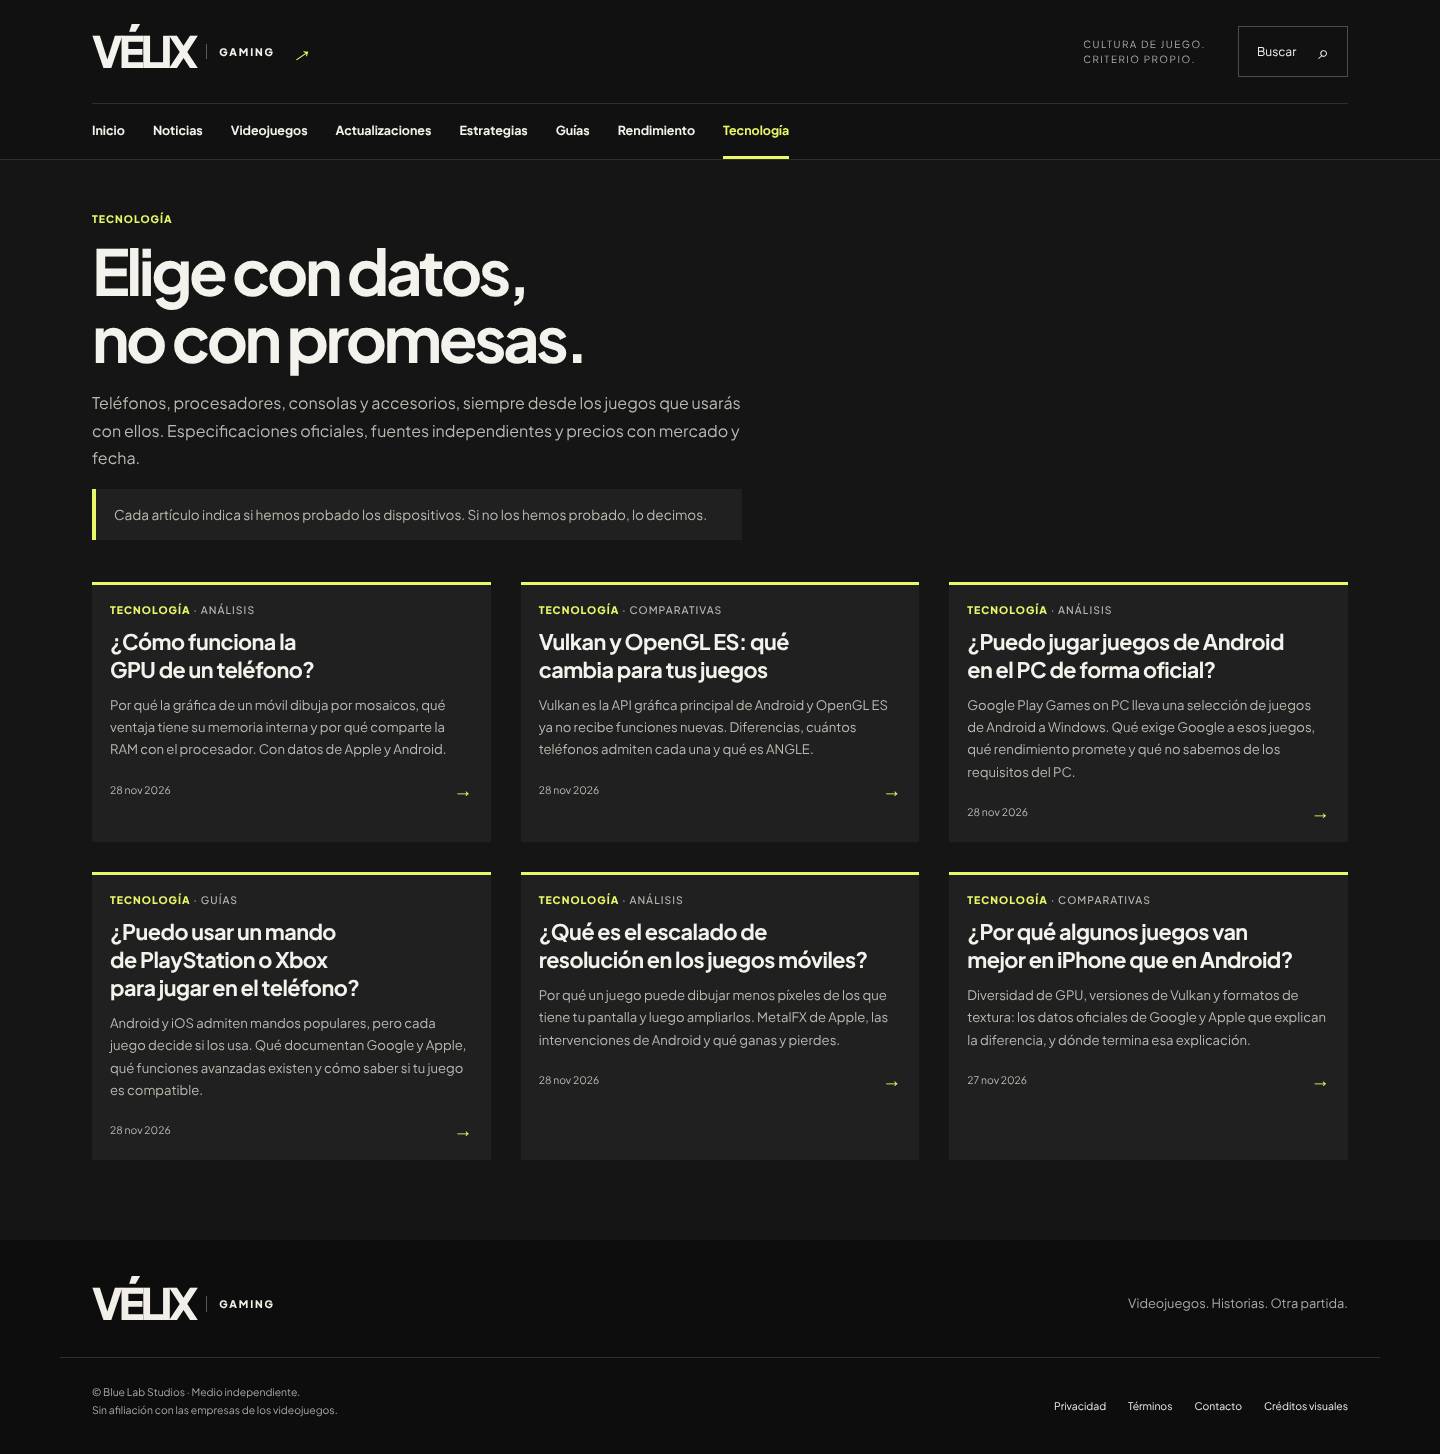 VÉLIX GAMING →
CULTURA DE JUEGO.
CRITERIO PROPIO.
Buscar ⌕
Inicio Noticias Videojuegos Actualizaciones Estrategias Guías Rendimiento Tecnología
TECNOLOGÍA
Elige con datos,
no con promesas.
Teléfonos, procesadores, consolas y accesorios, siempre desde los juegos que usarás
con ellos. Especificaciones oficiales, fuentes independientes y precios con mercado y
fecha.
Cada artículo indica si hemos probado los dispositivos. Si no los hemos probado, lo decimos.
TECNOLOGÍA · ANÁLISIS
¿Cómo funciona la
GPU de un teléfono?
Por qué la gráfica de un móvil dibuja por mosaicos, qué
ventaja tiene su memoria interna y por qué comparte la
RAM con el procesador. Con datos de Apple y Android.
28 nov 2026 →
TECNOLOGÍA · COMPARATIVAS
Vulkan y OpenGL ES: qué
cambia para tus juegos
Vulkan es la API gráfica principal de Android y OpenGL ES
ya no recibe funciones nuevas. Diferencias, cuántos
teléfonos admiten cada una y qué es ANGLE.
28 nov 2026 →
TECNOLOGÍA · ANÁLISIS
¿Puedo jugar juegos de Android
en el PC de forma oficial?
Google Play Games on PC lleva una selección de juegos
de Android a Windows. Qué exige Google a esos juegos,
qué rendimiento promete y qué no sabemos de los
requisitos del PC.
28 nov 2026 →
TECNOLOGÍA · GUÍAS
¿Puedo usar un mando
de PlayStation o Xbox
para jugar en el teléfono?
Android y iOS admiten mandos populares, pero cada
juego decide si los usa. Qué documentan Google y Apple,
qué funciones avanzadas existen y cómo saber si tu juego
es compatible.
28 nov 2026 →
TECNOLOGÍA · ANÁLISIS
¿Qué es el escalado de
resolución en los juegos móviles?
Por qué un juego puede dibujar menos píxeles de los que
tiene tu pantalla y luego ampliarlos. MetalFX de Apple, las
intervenciones de Android y qué ganas y pierdes.
28 nov 2026 →
TECNOLOGÍA · COMPARATIVAS
¿Por qué algunos juegos van
mejor en iPhone que en Android?
Diversidad de GPU, versiones de Vulkan y formatos de
textura: los datos oficiales de Google y Apple que explican
la diferencia, y dónde termina esa explicación.
27 nov 2026 →
VÉLIX GAMING
Videojuegos. Historias. Otra partida.
© Blue Lab Studios · Medio independiente.
Sin afiliación con las empresas de los videojuegos.
Privacidad Términos Contacto Créditos visuales